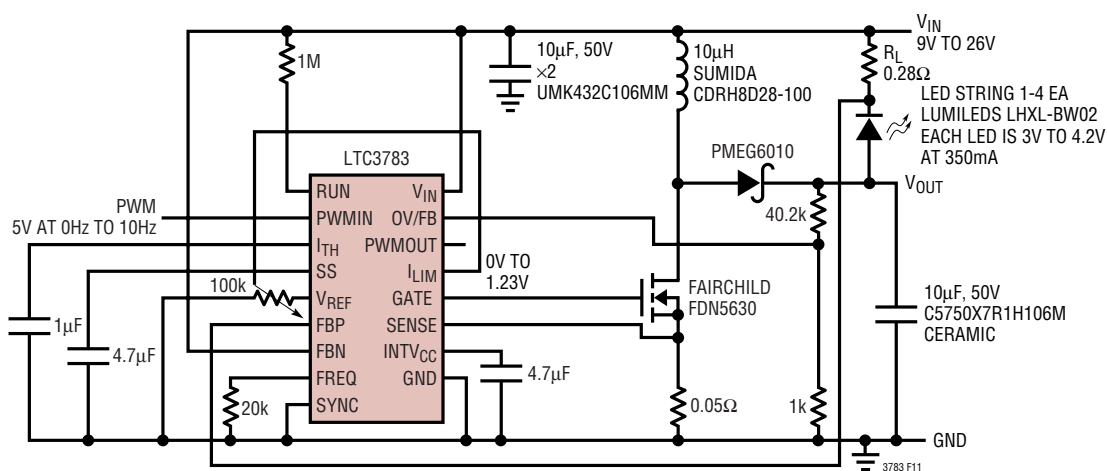 V_IN
9V TO 26V
1M
10µF, 50V
×2
UMK432C106MM
10µH
SUMIDA
CDRH8D28-100
R_L
0.28Ω
LED STRING 1-4 EA
LUMILEDS LHXL-BW02
EACH LED IS 3V TO 4.2V
AT 350mA
LTC3783
PMEG6010
V_OUT
PWM
5V AT 0Hz TO 10Hz
RUN
PWMIN
I_TH
SS
V_REF
FBP
FBN
FREQ
SYNC
V_IN
OV/FB
PWMOUT
I_LIM
GATE
SENSE
INTV_CC
GND
0V TO
1.23V
40.2k
100k
FAIRCHILD
FDN5630
10µF, 50V
C5750X7R1H106M
CERAMIC
1µF
4.7µF
4.7µF
20k
0.05Ω
1k
GND
3783 F11